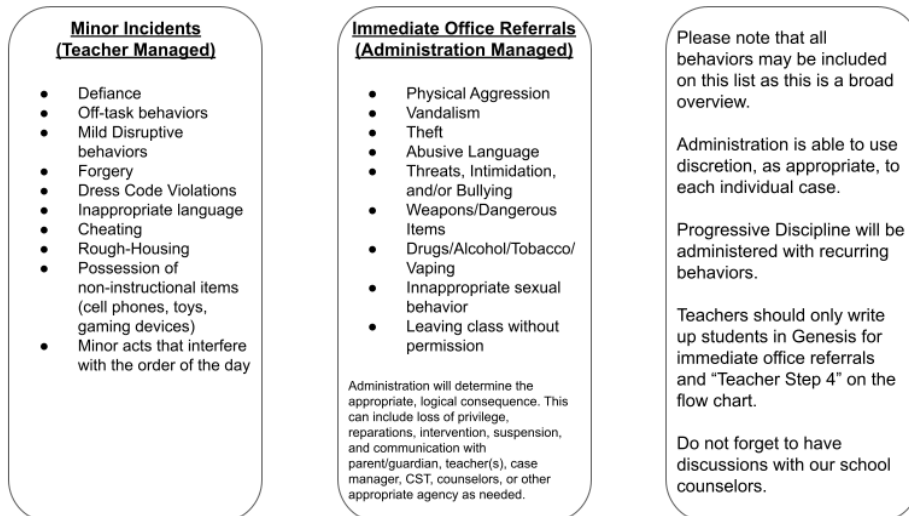 Minor Incidents
(Teacher Managed)
● Defiance
● Off-task behaviors
● Mild Disruptive
behaviors
● Forgery
● Dress Code Violations
● Inappropriate language
● Cheating
● Rough-Housing
● Possession of
non-instructional items
(cell phones, toys,
gaming devices)
● Minor acts that interfere
with the order of the day
Immediate Office Referrals
(Administration Managed)
● Physical Aggression
● Vandalism
● Theft
● Abusive Language
● Threats, Intimidation,
and/or Bullying
● Weapons/Dangerous
Items
● Drugs/Alcohol/Tobacco/
Vaping
● Innappropriate sexual
behavior
● Leaving class without
permission
Administration will determine the
appropriate, logical consequence. This
can include loss of privilege,
reparations, intervention, suspension,
and communication with
parent/guardian, teacher(s), case
manager, CST, counselors, or other
appropriate agency as needed.
Please note that all
behaviors may be included
on this list as this is a broad
overview.
Administration is able to use
discretion, as appropriate, to
each individual case.
Progressive Discipline will be
administered with recurring
behaviors.
Teachers should only write
up students in Genesis for
immediate office referrals
and “Teacher Step 4” on the
flow chart.
Do not forget to have
discussions with our school
counselors.